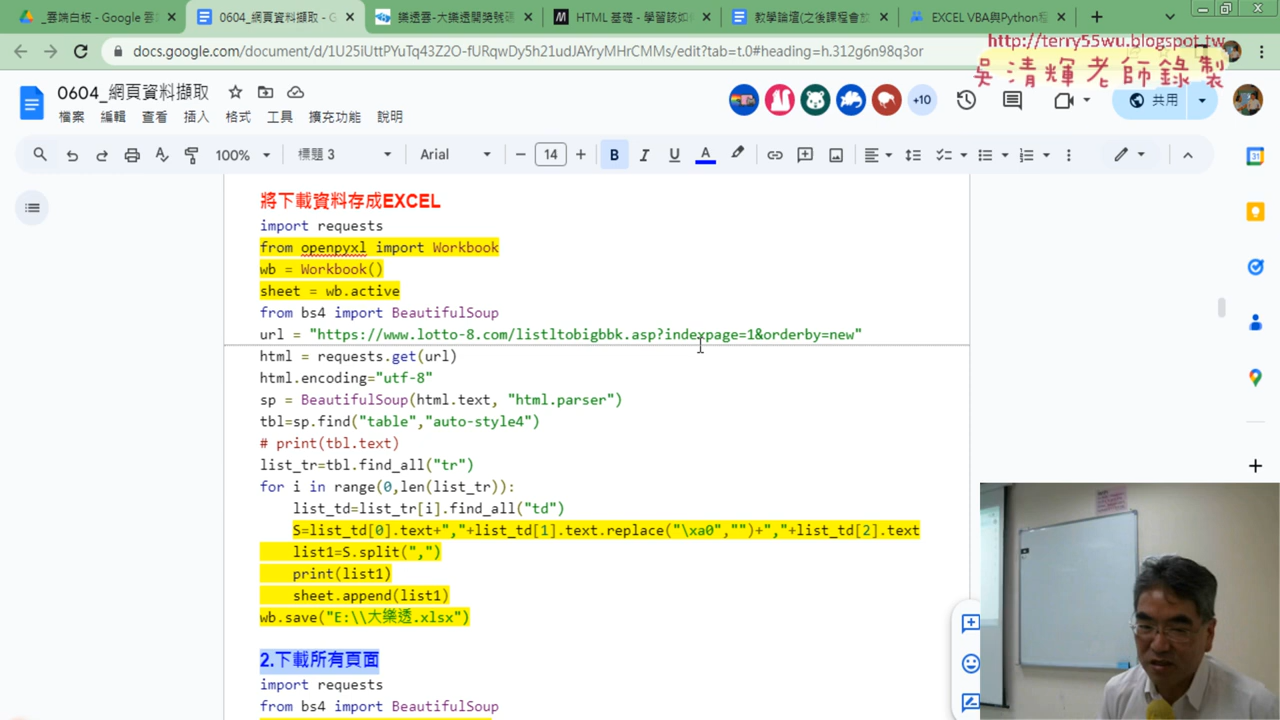 _雲端白板 - Google 雲
0604_網頁資料擷取 - G
樂透雲-大樂透開獎號碼
HTML 基礎 - 學習該如何
教學論壇(之後課程會放
EXCEL VBA與Python程
docs.google.com/document/d/1U25iUttPYuTq43Z2O-fURqwDy5h21udJAYryMHrCMMs/edit?tab=t.0#heading=h.312g6n98q3or
http://terry55wu.blogspot.tw
吳清輝老師錄製
0604_網頁資料擷取
檔案 編輯 查看 插入 格式 工具 擴充功能 說明
+10
共用
100%
標題 3
Arial
14
將下載資料存成EXCEL
import requests
from openpyxl import Workbook
wb = Workbook()
sheet = wb.active
from bs4 import BeautifulSoup
url = "https://www.lotto-8.com/listltobigbbk.asp?indexpage=1&orderby=new"
html = requests.get(url)
html.encoding="utf-8"
sp = BeautifulSoup(html.text, "html.parser")
tbl=sp.find("table","auto-style4")
# print(tbl.text)
list_tr=tbl.find_all("tr")
for i in range(0,len(list_tr)):
    list_td=list_tr[i].find_all("td")
    S=list_td[0].text+","+list_td[1].text.replace("\xa0","")+","+list_td[2].text
    list1=S.split(",")
    print(list1)
    sheet.append(list1)
wb.save("E:\\大樂透.xlsx")
2.下載所有頁面
import requests
from bs4 import BeautifulSoup